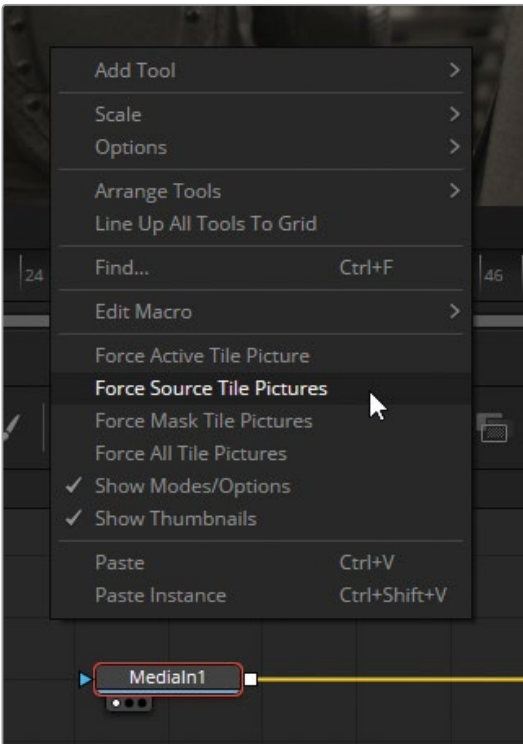 Add Tool
Scale
Options
Arrange Tools
Line Up All Tools To Grid
24
Find... Ctrl+F
46
Edit Macro
Force Active Tile Picture
Force Source Tile Pictures
Force Mask Tile Pictures
Force All Tile Pictures
Show Modes/Options
Show Thumbnails
Paste Ctrl+V
Paste Instance Ctrl+Shift+V
MediaIn1